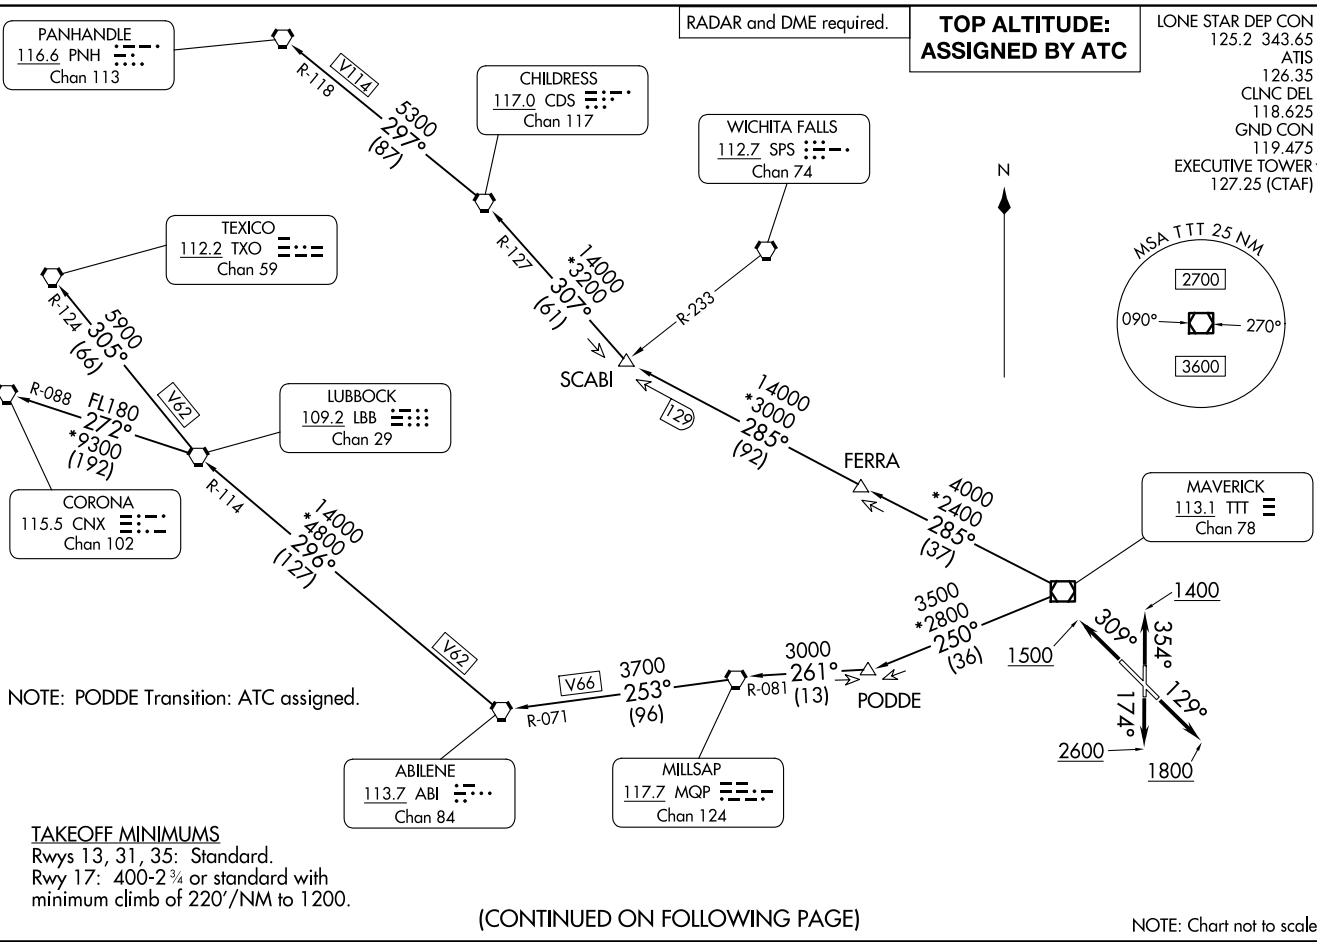 RADAR and DME required.
TOP ALTITUDE:
ASSIGNED BY ATC
LONE STAR DEP CON
125.2 343.65
ATIS
126.35
CLNC DEL
118.625
GND CON
119.475
EXECUTIVE TOWER
127.25 (CTAF)
PANHANDLE
116.6 PNH
Chan 113
R-118
V114
5300
297°
(87)
CHILDRESS
117.0 CDS
Chan 117
WICHITA FALLS
112.7 SPS
Chan 74
N
MSA TTT 25 NM
2700
090°
270°
3600
TEXICO
112.2 TXO
Chan 59
R-127
14000
*3200
307°
(61)
R-233
SCABI
129
R-124
5900
305°
(66)
V62
R-088
FL180
272°
*9300
(192)
LUBBOCK
109.2 LBB
Chan 29
14000
*3000
285°
(92)
FERRA
CORONA
115.5 CNX
Chan 102
R-114
14000
*4800
296°
(127)
4000
*2400
285°
(37)
MAVERICK
113.1 TTT
Chan 78
3500
*2800
250°
(36)
1400
1500
309°
354°
174°
129°
2600
1800
V62
3000
261°
(13)
R-081
PODDE
V66
3700
253°
(96)
R-071
NOTE: PODDE Transition: ATC assigned.
ABILENE
113.7 ABI
Chan 84
MILLSAP
117.7 MQP
Chan 124
TAKEOFF MINIMUMS
Rwys 13, 31, 35: Standard.
Rwy 17: 400-2¾ or standard with
minimum climb of 220'/NM to 1200.
(CONTINUED ON FOLLOWING PAGE)
NOTE: Chart not to scale